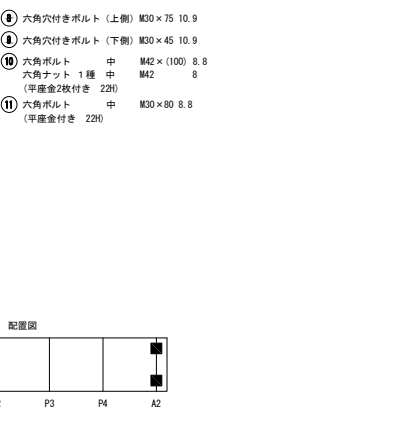 ⑧ 六角穴付きボルト（上側） M30×75 10.9
⑨ 六角穴付きボルト（下側） M30×45 10.9
⑩ 六角ボルト 中 M42×(100) 8.8
六角ナット 1種 中 M42 8
(平座金2枚付き 22H)
⑪ 六角ボルト 中 M30×80 8.8
(平座金付き 22H)
配置図
P3 P4 A2